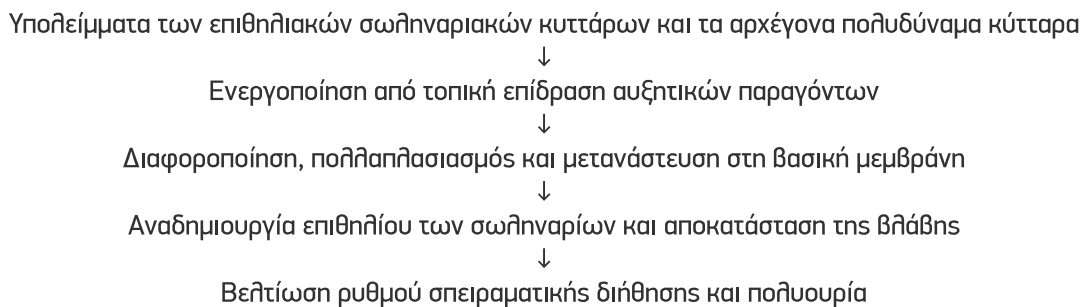 Υπολείμματα των επιθηλιακών σωληναριακών κυττάρων και τα αρχέγονα πολυδύναμα κύτταρα
↓
Ενεργοποίηση από τοπική επίδραση αυξητικών παραγόντων
↓
Διαφοροποίηση, πολλαπλασιασμός και μετανάστευση στη βασική μεμβράνη
↓
Αναδημιουργία επιθηλίου των σωληναρίων και αποκατάσταση της βλάβης
↓
Βελτίωση ρυθμού σπειραματικής διήθησης και πολυουρία